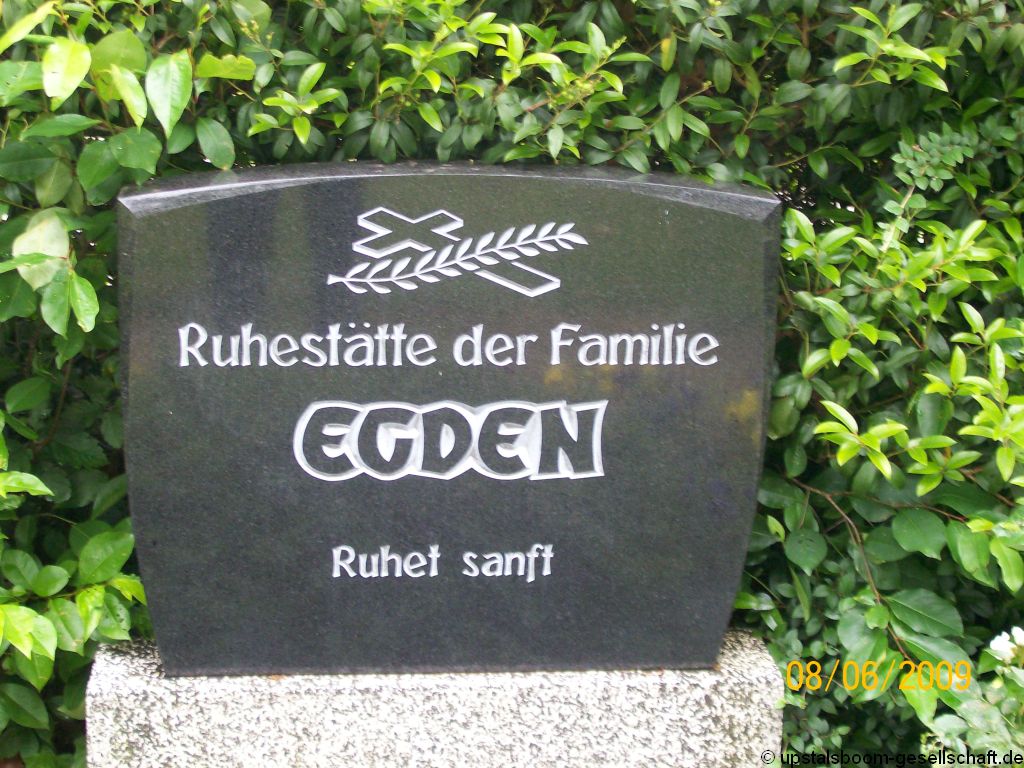 Ruhestätte der Familie
EGDEN
Ruhet sanft
08/06/2009
© upstalsboom-gesellschaft.de